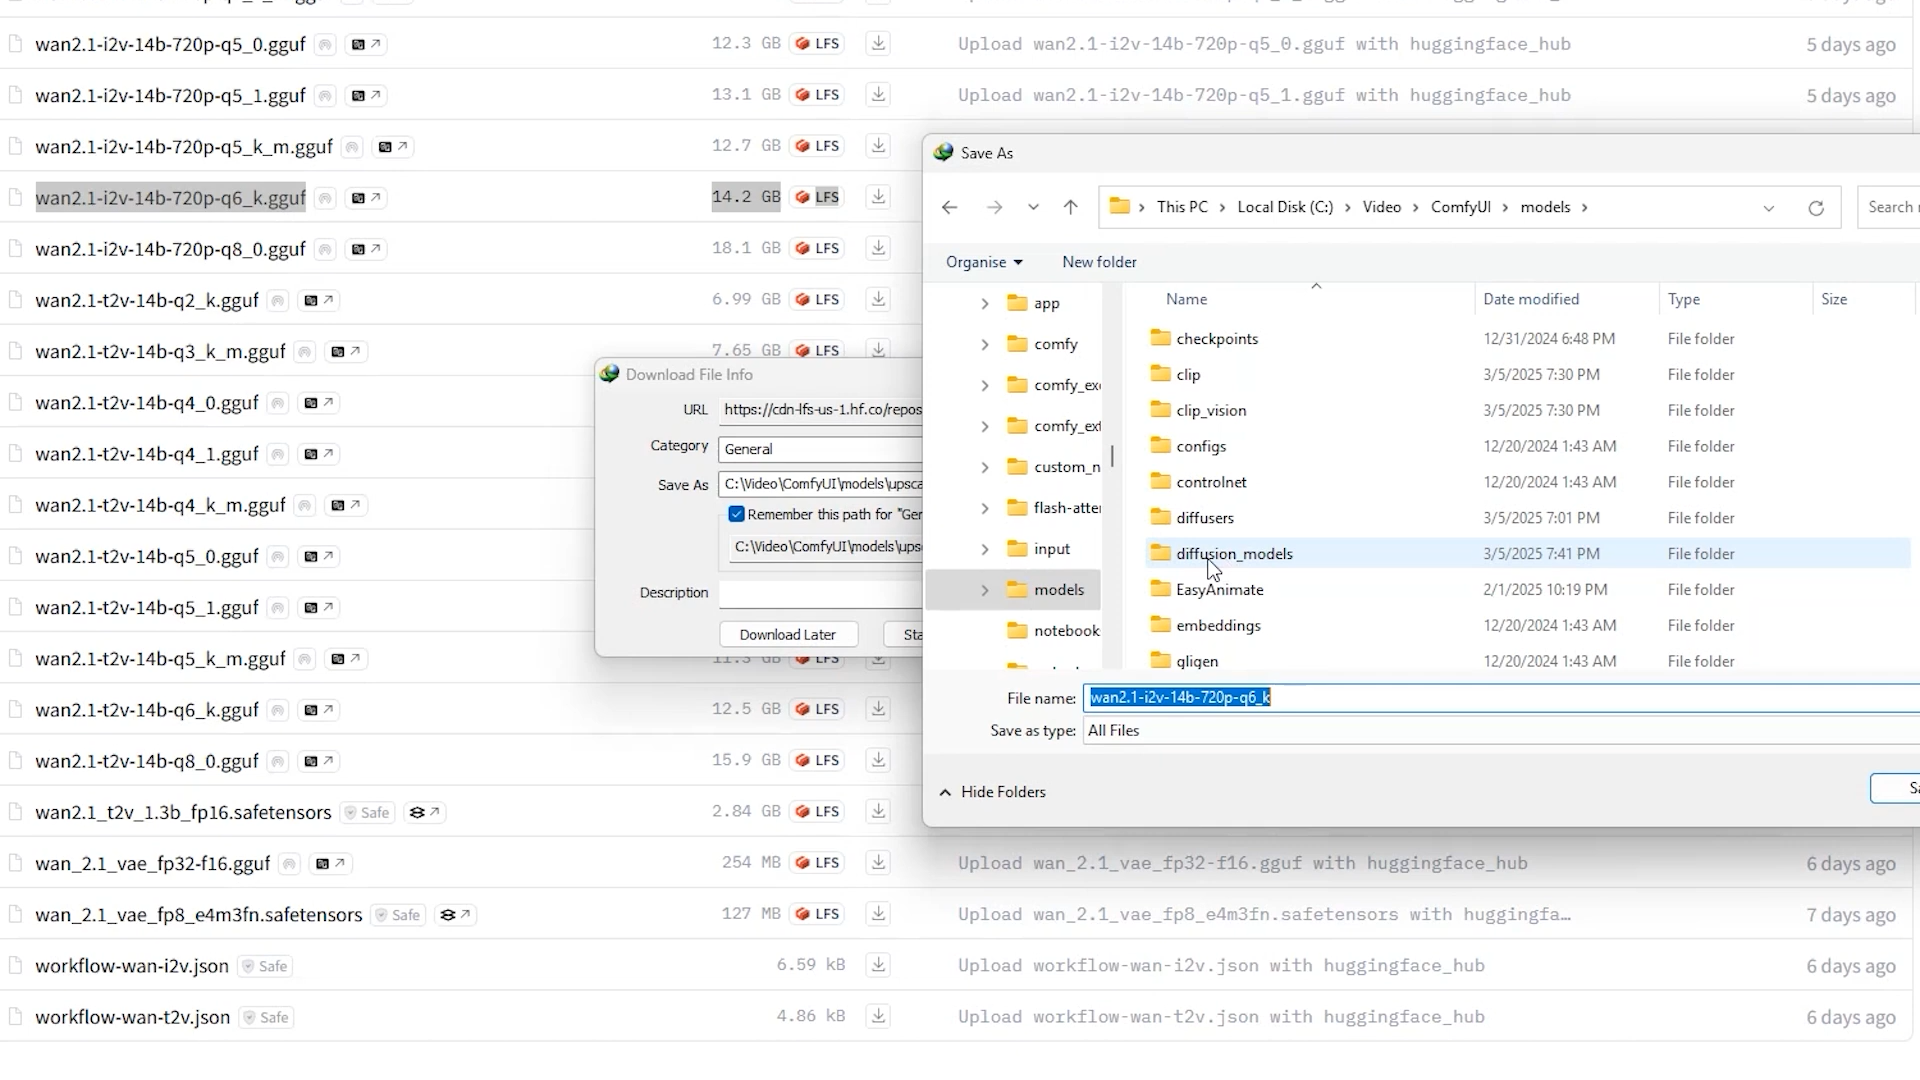 wan2.1-i2v-14b-720p-q5_0.gguf 12.3 GB LFS Upload wan2.1-i2v-14b-720p-q5_0.gguf with huggingface_hub 5 days ago
wan2.1-i2v-14b-720p-q5_1.gguf 13.1 GB LFS Upload wan2.1-i2v-14b-720p-q5_1.gguf with huggingface_hub 5 days ago
wan2.1-i2v-14b-720p-q5_k_m.gguf 12.7 GB LFS
wan2.1-i2v-14b-720p-q6_k.gguf 14.2 GB LFS
wan2.1-i2v-14b-720p-q8_0.gguf 18.1 GB LFS
wan2.1-t2v-14b-q2_k.gguf 6.99 GB LFS
wan2.1-t2v-14b-q3_k_m.gguf 7.65 GB LFS
wan2.1-t2v-14b-q4_0.gguf
wan2.1-t2v-14b-q4_1.gguf
wan2.1-t2v-14b-q4_k_m.gguf
wan2.1-t2v-14b-q5_0.gguf
wan2.1-t2v-14b-q5_1.gguf
wan2.1-t2v-14b-q5_k_m.gguf 11.3 GB LFS
wan2.1-t2v-14b-q6_k.gguf 12.5 GB LFS
wan2.1-t2v-14b-q8_0.gguf 15.9 GB LFS
wan2.1_t2v_1.3b_fp16.safetensors Safe 2.84 GB LFS
wan_2.1_vae_fp32-f16.gguf 254 MB LFS Upload wan_2.1_vae_fp32-f16.gguf with huggingface_hub 6 days ago
wan_2.1_vae_fp8_e4m3fn.safetensors Safe 127 MB LFS Upload wan_2.1_vae_fp8_e4m3fn.safetensors with huggingfa… 7 days ago
workflow-wan-i2v.json Safe 6.59 kB Upload workflow-wan-i2v.json with huggingface_hub 6 days ago
workflow-wan-t2v.json Safe 4.86 kB Upload workflow-wan-t2v.json with huggingface_hub 6 days ago
Download File Info
URL https://cdn-lfs-us-1.hf.co/repos
Category General
Save As C:\Video\ComfyUI\models\upsca
Remember this path for "Ger
C:\Video\ComfyUI\models\ups
Description
Download Later Sta
Save As
This PC › Local Disk (C:) › Video › ComfyUI › models › Search
Organise New folder
app
comfy
comfy_ex
comfy_ext
custom_n
flash-atte
input
models
notebook
Name Date modified Type Size
checkpoints 12/31/2024 6:48 PM File folder
clip 3/5/2025 7:30 PM File folder
clip_vision 3/5/2025 7:30 PM File folder
configs 12/20/2024 1:43 AM File folder
controlnet 12/20/2024 1:43 AM File folder
diffusers 3/5/2025 7:01 PM File folder
diffusion_models 3/5/2025 7:41 PM File folder
EasyAnimate 2/1/2025 10:19 PM File folder
embeddings 12/20/2024 1:43 AM File folder
gligen 12/20/2024 1:43 AM File folder
File name: wan2.1-i2v-14b-720p-q6_k
Save as type: All Files
Hide Folders Sa